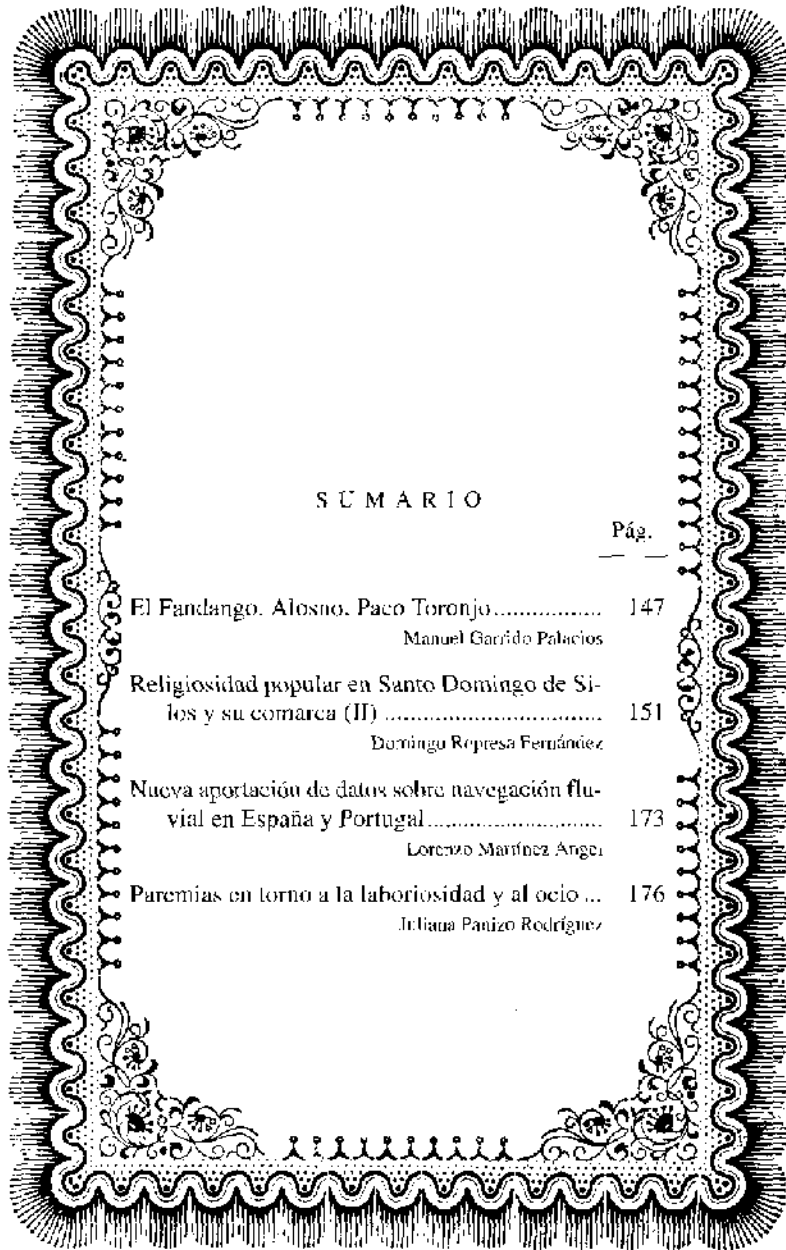 SUMARIO
Pág.
El Fandango. Alosno. Paco Toronjo ................. 147
Manuel Garrido Palacios
Religiosidad popular en Santo Domingo de Si-
los y su comarca (II) ................................. 151
Domingo Represa Fernández
Nueva aportación de datos sobre navegación flu-
vial en España y Portugal .......................... 173
Lorenzo Martínez Angel
Paremias en torno a la laboriosidad y al ocio ... 176
Juliana Panizo Rodríguez